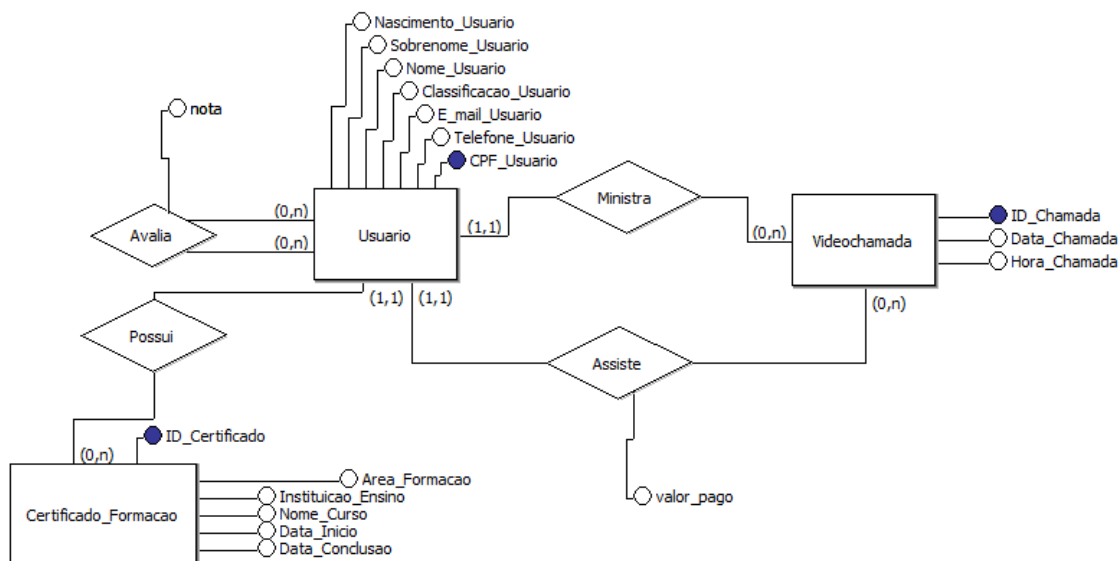 Nascimento_Usuario
Sobrenome_Usuario
Nome_Usuario
Classificacao_Usuario
nota
E_mail_Usuario
Telefone_Usuario
CPF_Usuario
Ministra
(0,n)
Avalia
(0,n)
Usuario
(1,1)
(0,n)
Videochamada
ID_Chamada
Data_Chamada
Hora_Chamada
(1,1)
(1,1)
(0,n)
Possui
Assiste
ID_Certificado
(0,n)
Area_Formacao
Instituicao_Ensino
valor_pago
Certificado_Formacao
Nome_Curso
Data_Inicio
Data_Conclusao